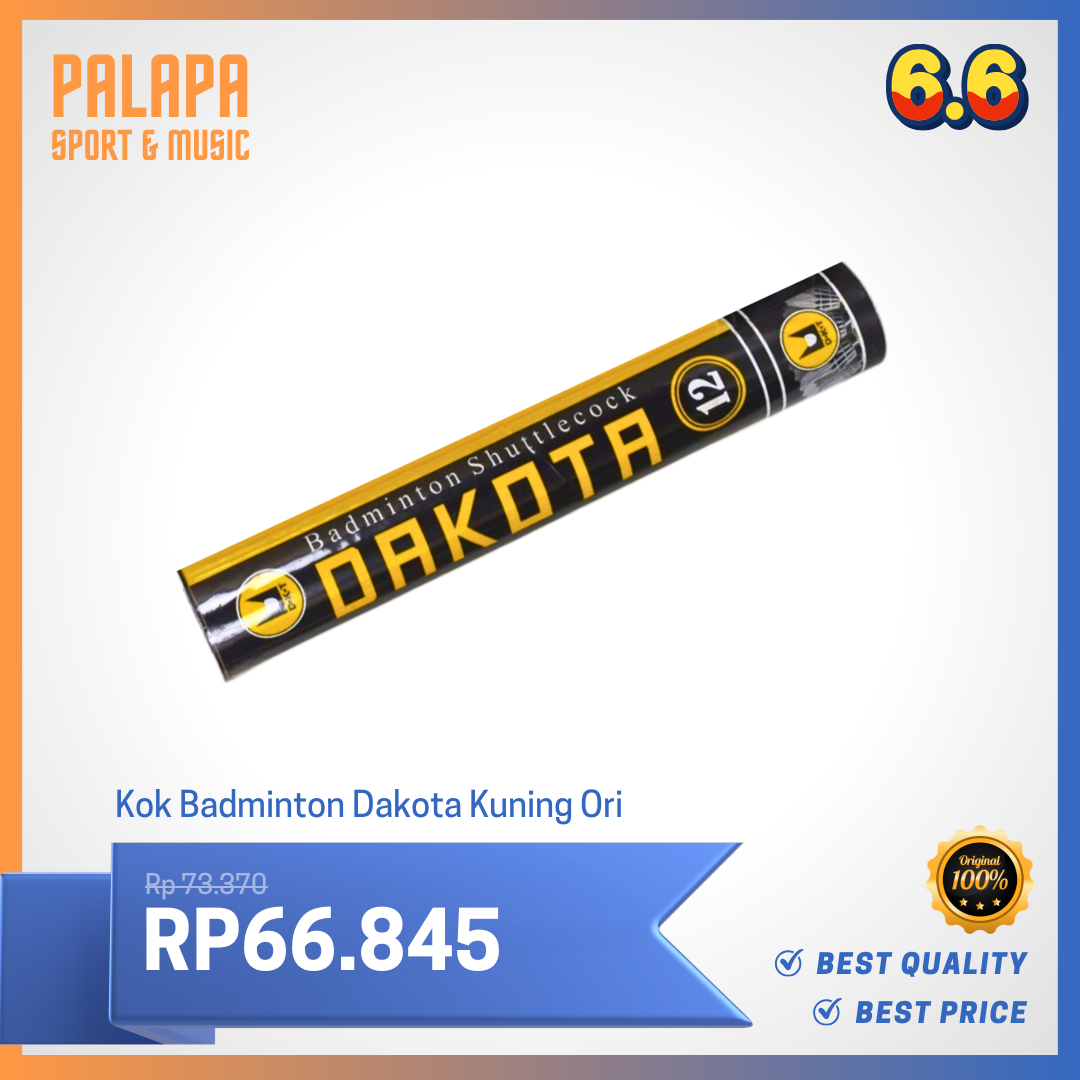 PALAPA
SPORT & MUSIC
6.6
Badminton Shuttlecock
DAKOTA
12
Kok Badminton Dakota Kuning Ori
Rp 73.370
RP66.845
Original
100%
BEST QUALITY
BEST PRICE